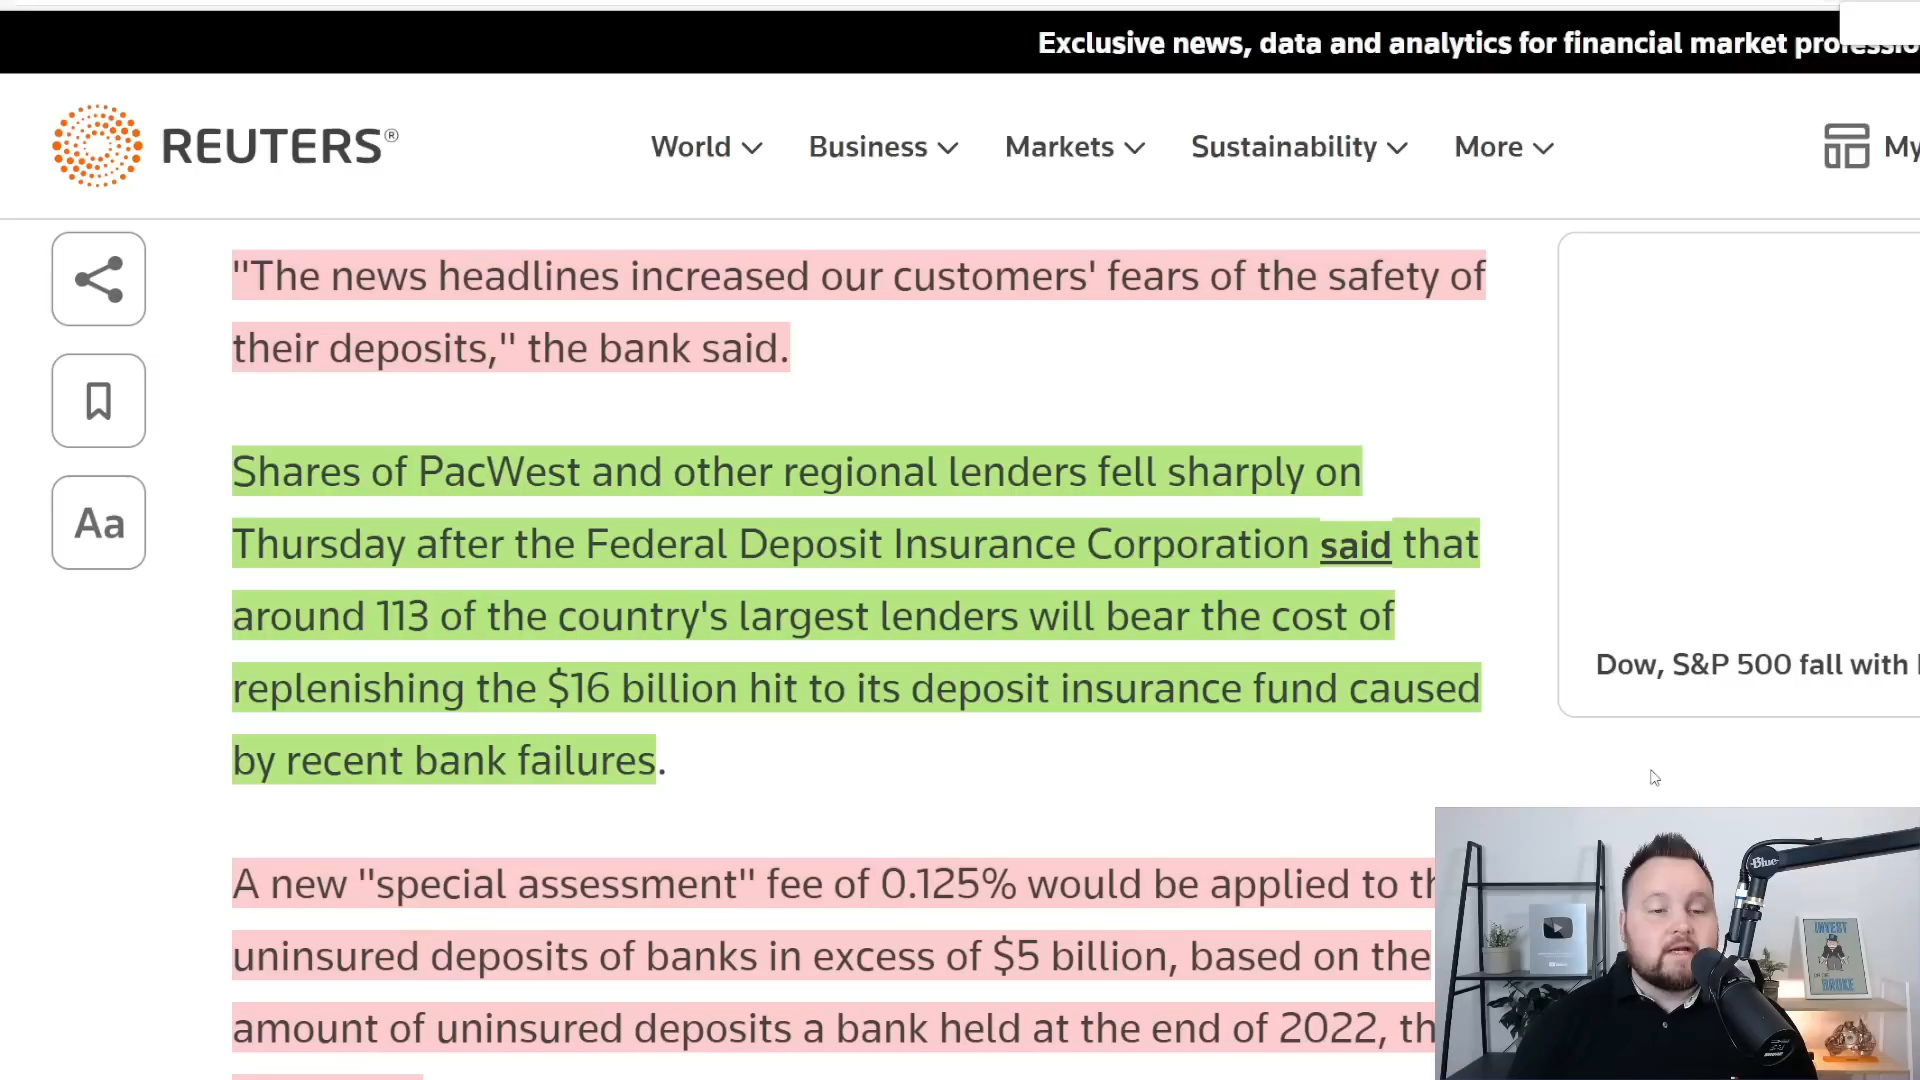 Exclusive news, data and analytics for financial market
REUTERS®
World Business Markets Sustainability More My
"The news headlines increased our customers' fears of the safety of
their deposits," the bank said.
Aa
Shares of PacWest and other regional lenders fell sharply on
Thursday after the Federal Deposit Insurance Corporation said that
around 113 of the country's largest lenders will bear the cost of
replenishing the $16 billion hit to its deposit insurance fund caused
by recent bank failures.
Dow, S&P 500 fall with
A new "special assessment" fee of 0.125% would be applied to
uninsured deposits of banks in excess of $5 billion, based on the
amount of uninsured deposits a bank held at the end of 2022,
Blue
INVEST
BROKE